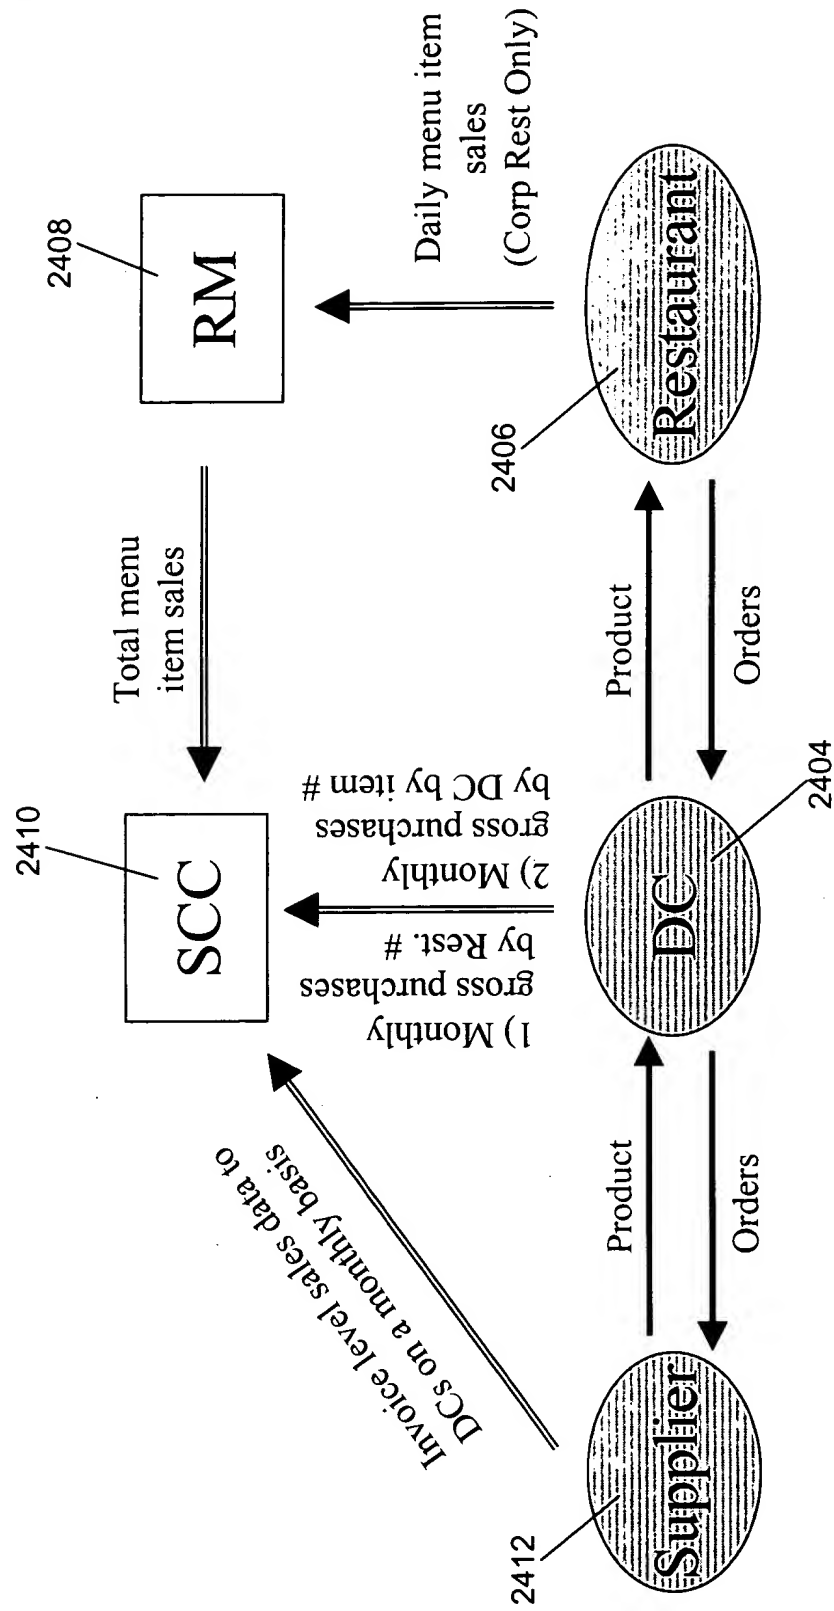 2410
SCC
Total menu
item sales
2408
RM
Invoice level sales data to
DCs on a monthly basis
1) Monthly
gross purchases
by Rest. #
2) Monthly
gross purchases
by DC by item #
Daily menu item
sales
(Corp Rest Only)
2412
Supplier
Product
Orders
DC
2404
Product
Orders
2406
Restaurant